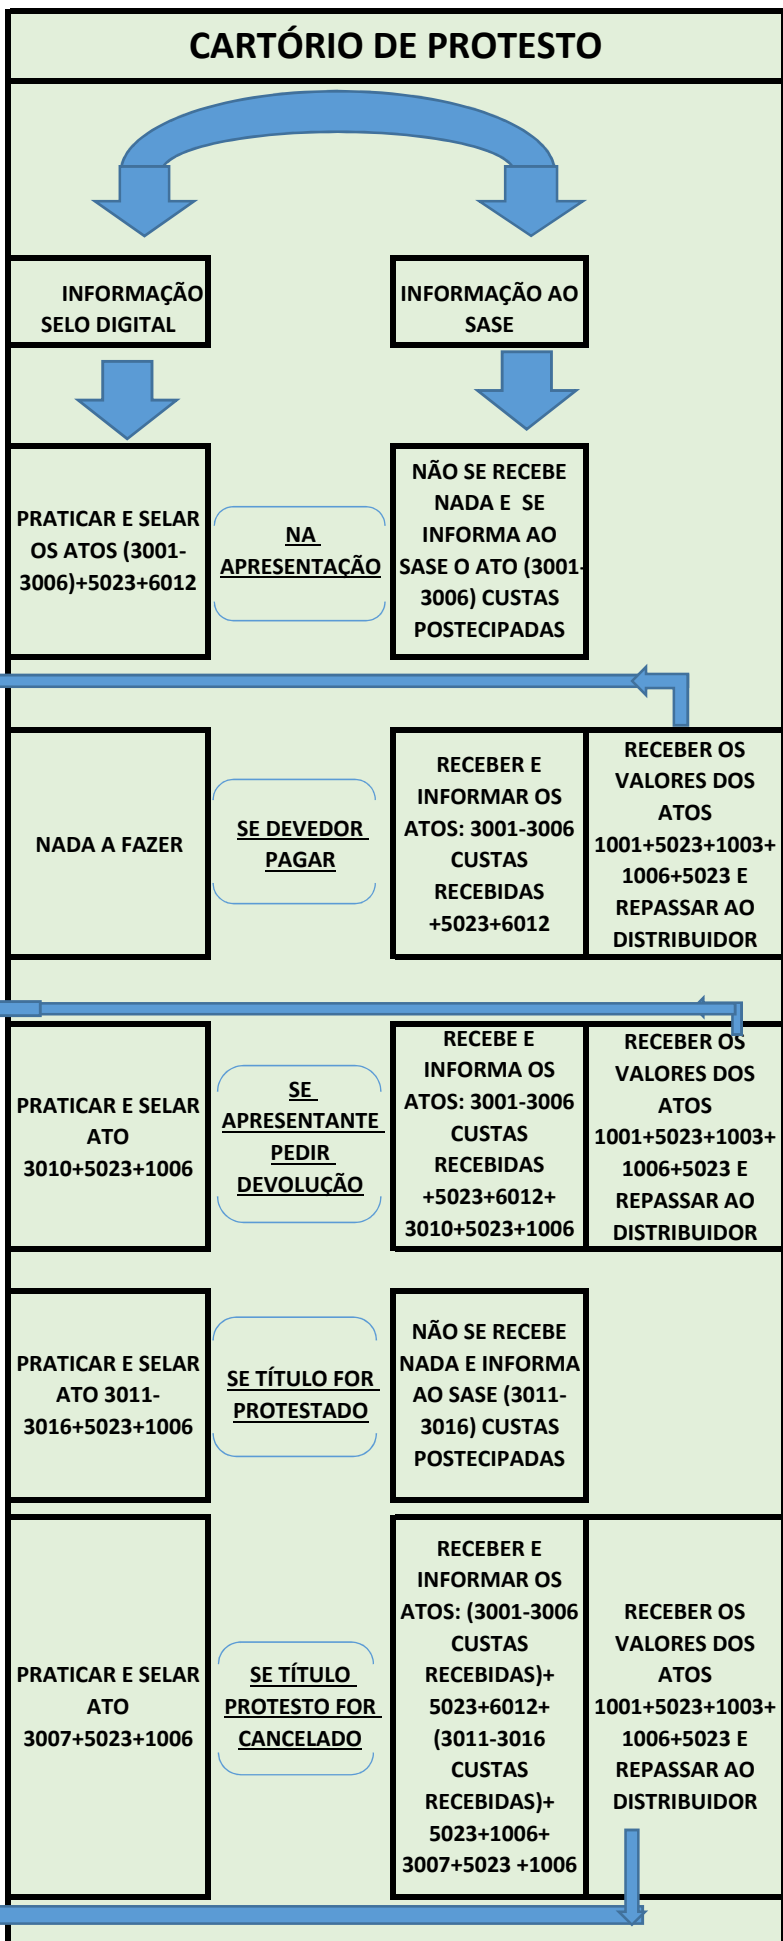 CARTÓRIO DE PROTESTO
INFORMAÇÃO
SELO DIGITAL
INFORMAÇÃO AO
SASE
PRATICAR E SELAR
OS ATOS (3001-
3006)+5023+6012
NA
APRESENTAÇÃO
NÃO SE RECEBE
NADA E SE
INFORMA AO
SASE O ATO (3001-
3006) CUSTAS
POSTECIPADAS
NADA A FAZER
SE DEVEDOR
PAGAR
RECEBER E
INFORMAR OS
ATOS: 3001-3006
CUSTAS
RECEBIDAS
+5023+6012
RECEBER OS
VALORES DOS
ATOS
1001+5023+1003+
1006+5023 E
REPASSAR AO
DISTRIBUIDOR
PRATICAR E SELAR
ATO
3010+5023+1006
SE
APRESENTANTE
PEDIR
DEVOLUÇÃO
RECEBE E
INFORMA OS
ATOS: 3001-3006
CUSTAS
RECEBIDAS
+5023+6012+
3010+5023+1006
RECEBER OS
VALORES DOS
ATOS
1001+5023+1003+
1006+5023 E
REPASSAR AO
DISTRIBUIDOR
PRATICAR E SELAR
ATO 3011-
3016+5023+1006
SE TÍTULO FOR
PROTESTADO
NÃO SE RECEBE
NADA E INFORMA
AO SASE (3011-
3016) CUSTAS
POSTECIPADAS
PRATICAR E SELAR
ATO
3007+5023+1006
SE TÍTULO
PROTESTO FOR
CANCELADO
RECEBER E
INFORMAR OS
ATOS: (3001-3006
CUSTAS
RECEBIDAS)+
5023+6012+
(3011-3016
CUSTAS
RECEBIDAS)+
5023+1006+
3007+5023 +1006
RECEBER OS
VALORES DOS
ATOS
1001+5023+1003+
1006+5023 E
REPASSAR AO
DISTRIBUIDOR